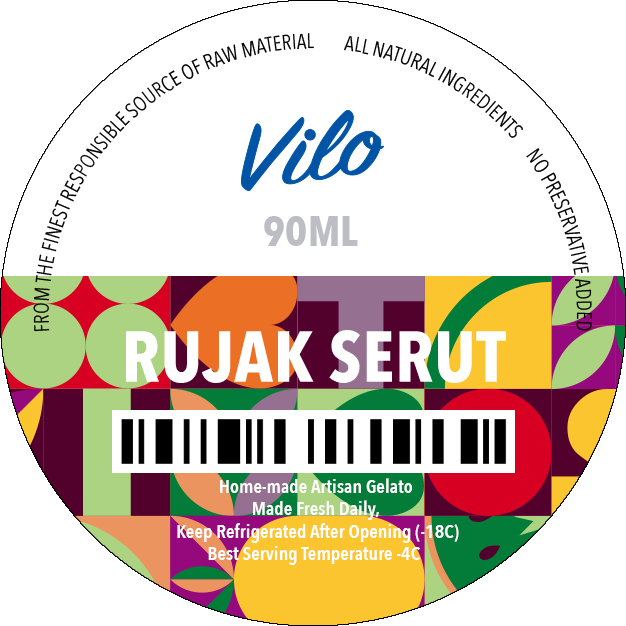 FROM THE FINEST RESPONSIBLE SOURCE OF RAW MATERIAL
ALL NATURAL INGREDIENTS
NO PRESERVATIVE ADDED
Vilo
90ML
RUJAK SERUT
Home-made Artisan Gelato
Made Fresh Daily,
Keep Refrigerated After Opening (-18C)
Best Serving Temperature -4C